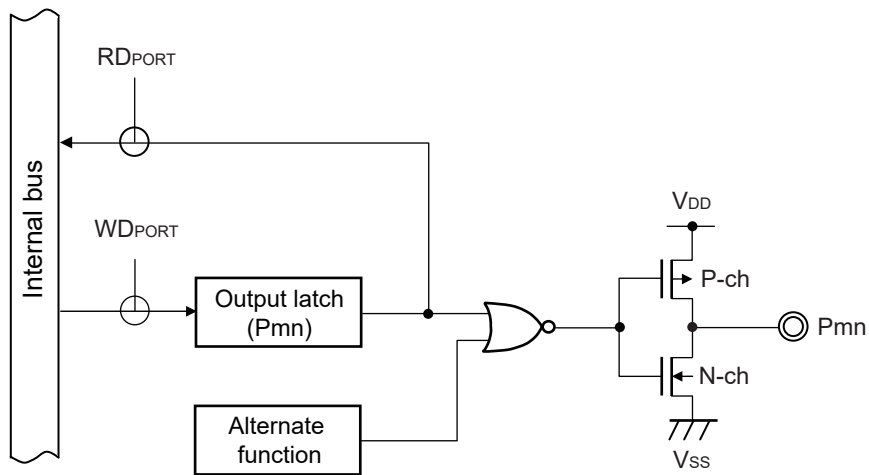 RDPORT
Internal bus
WDPORT
Output latch
(Pmn)
Alternate
function
VDD
P-ch
Pmn
N-ch
VSS